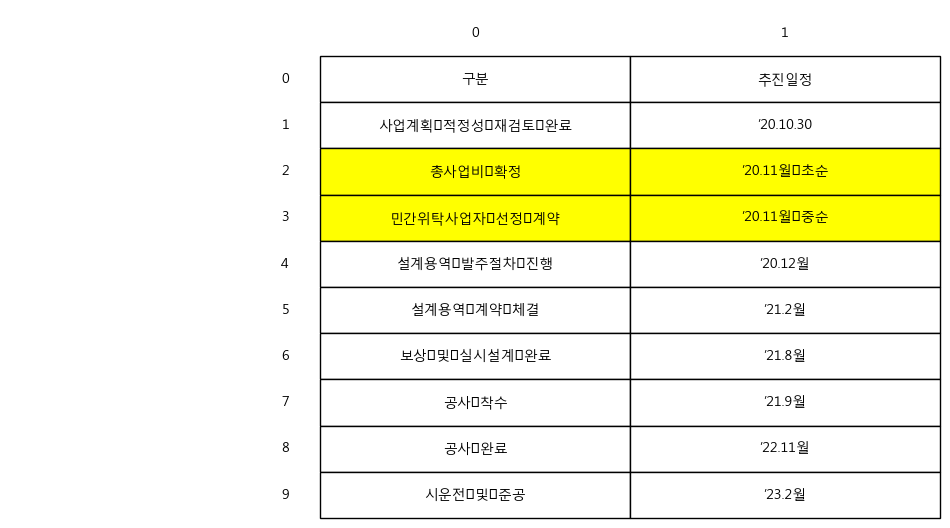 0 1
0 구분 추진일정
1 사업계획 적정성 재검토 완료 '20.10.30
2 총사업비 확정 '20.11월 초순
3 민간위탁사업자 선정 계약 '20.11월 중순
4 설계용역 발주절차 진행 '20.12월
5 설계용역 계약 체결 '21.2월
6 보상 및 실시설계 완료 '21.8월
7 공사 착수 '21.9월
8 공사 완료 '22.11월
9 시운전 및 준공 '23.2월